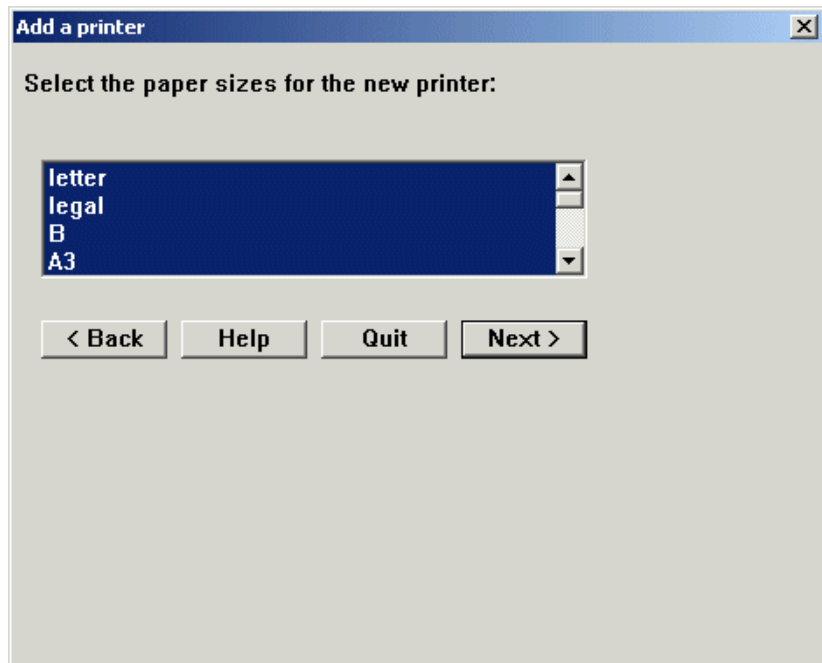 Add a printer
Select the paper sizes for the new printer:
letter
legal
B
A3
< Back Help Quit Next >